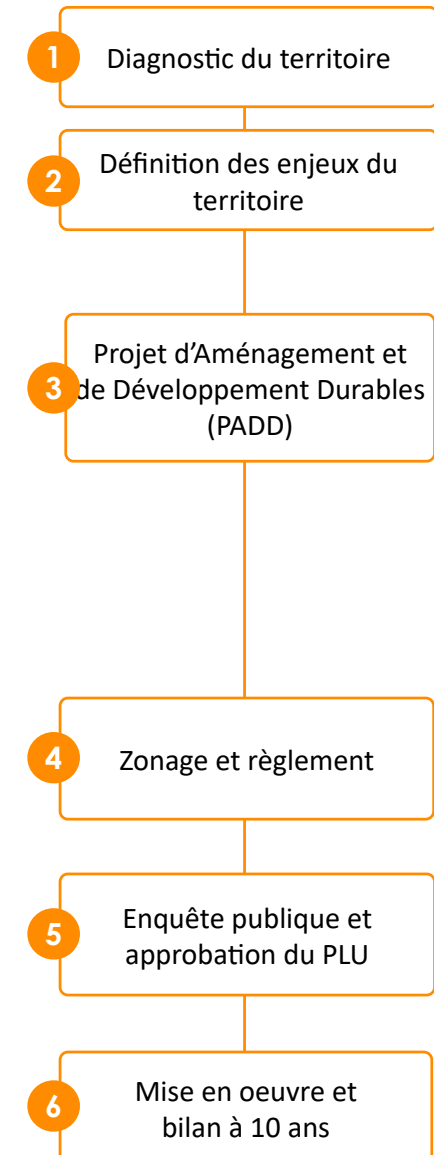 1
Diagnostic du territoire
2
Définition des enjeux du
territoire
3
Projet d’Aménagement et
de Développement Durables
(PADD)
4
Zonage et règlement
5
Enquête publique et
approbation du PLU
6
Mise en oeuvre et
bilan à 10 ans